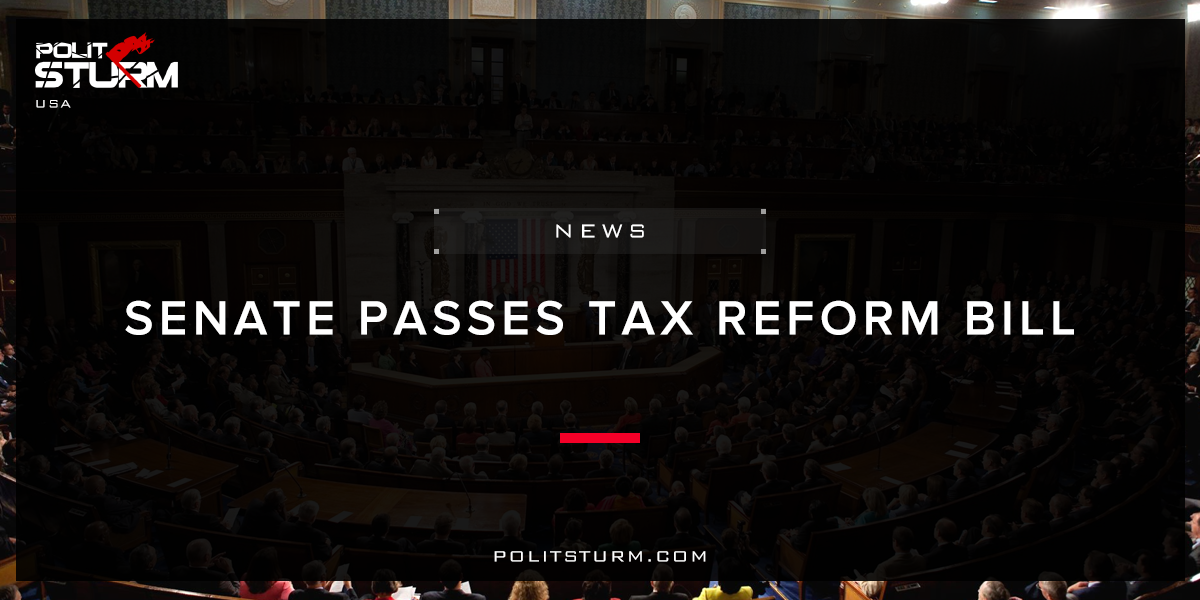 POLIT
STURM
USA
NEWS
SENATE PASSES TAX REFORM BILL
POLITSTURM.COM